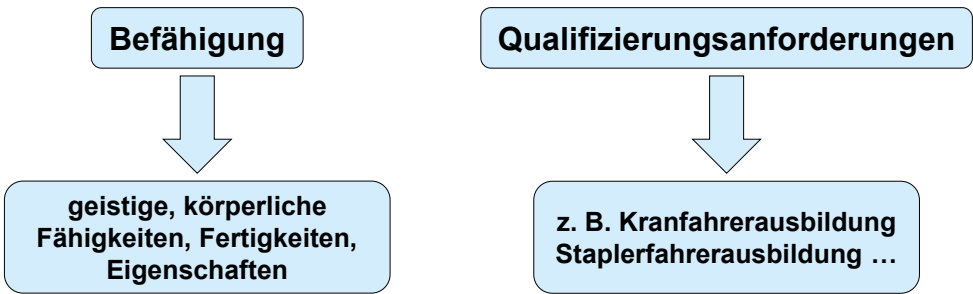 Befähigung
geistige, körperliche
Fähigkeiten, Fertigkeiten,
Eigenschaften
Qualifizierungsanforderungen
z. B. Kranfahrerausbildung
Staplerfahrerausbildung …